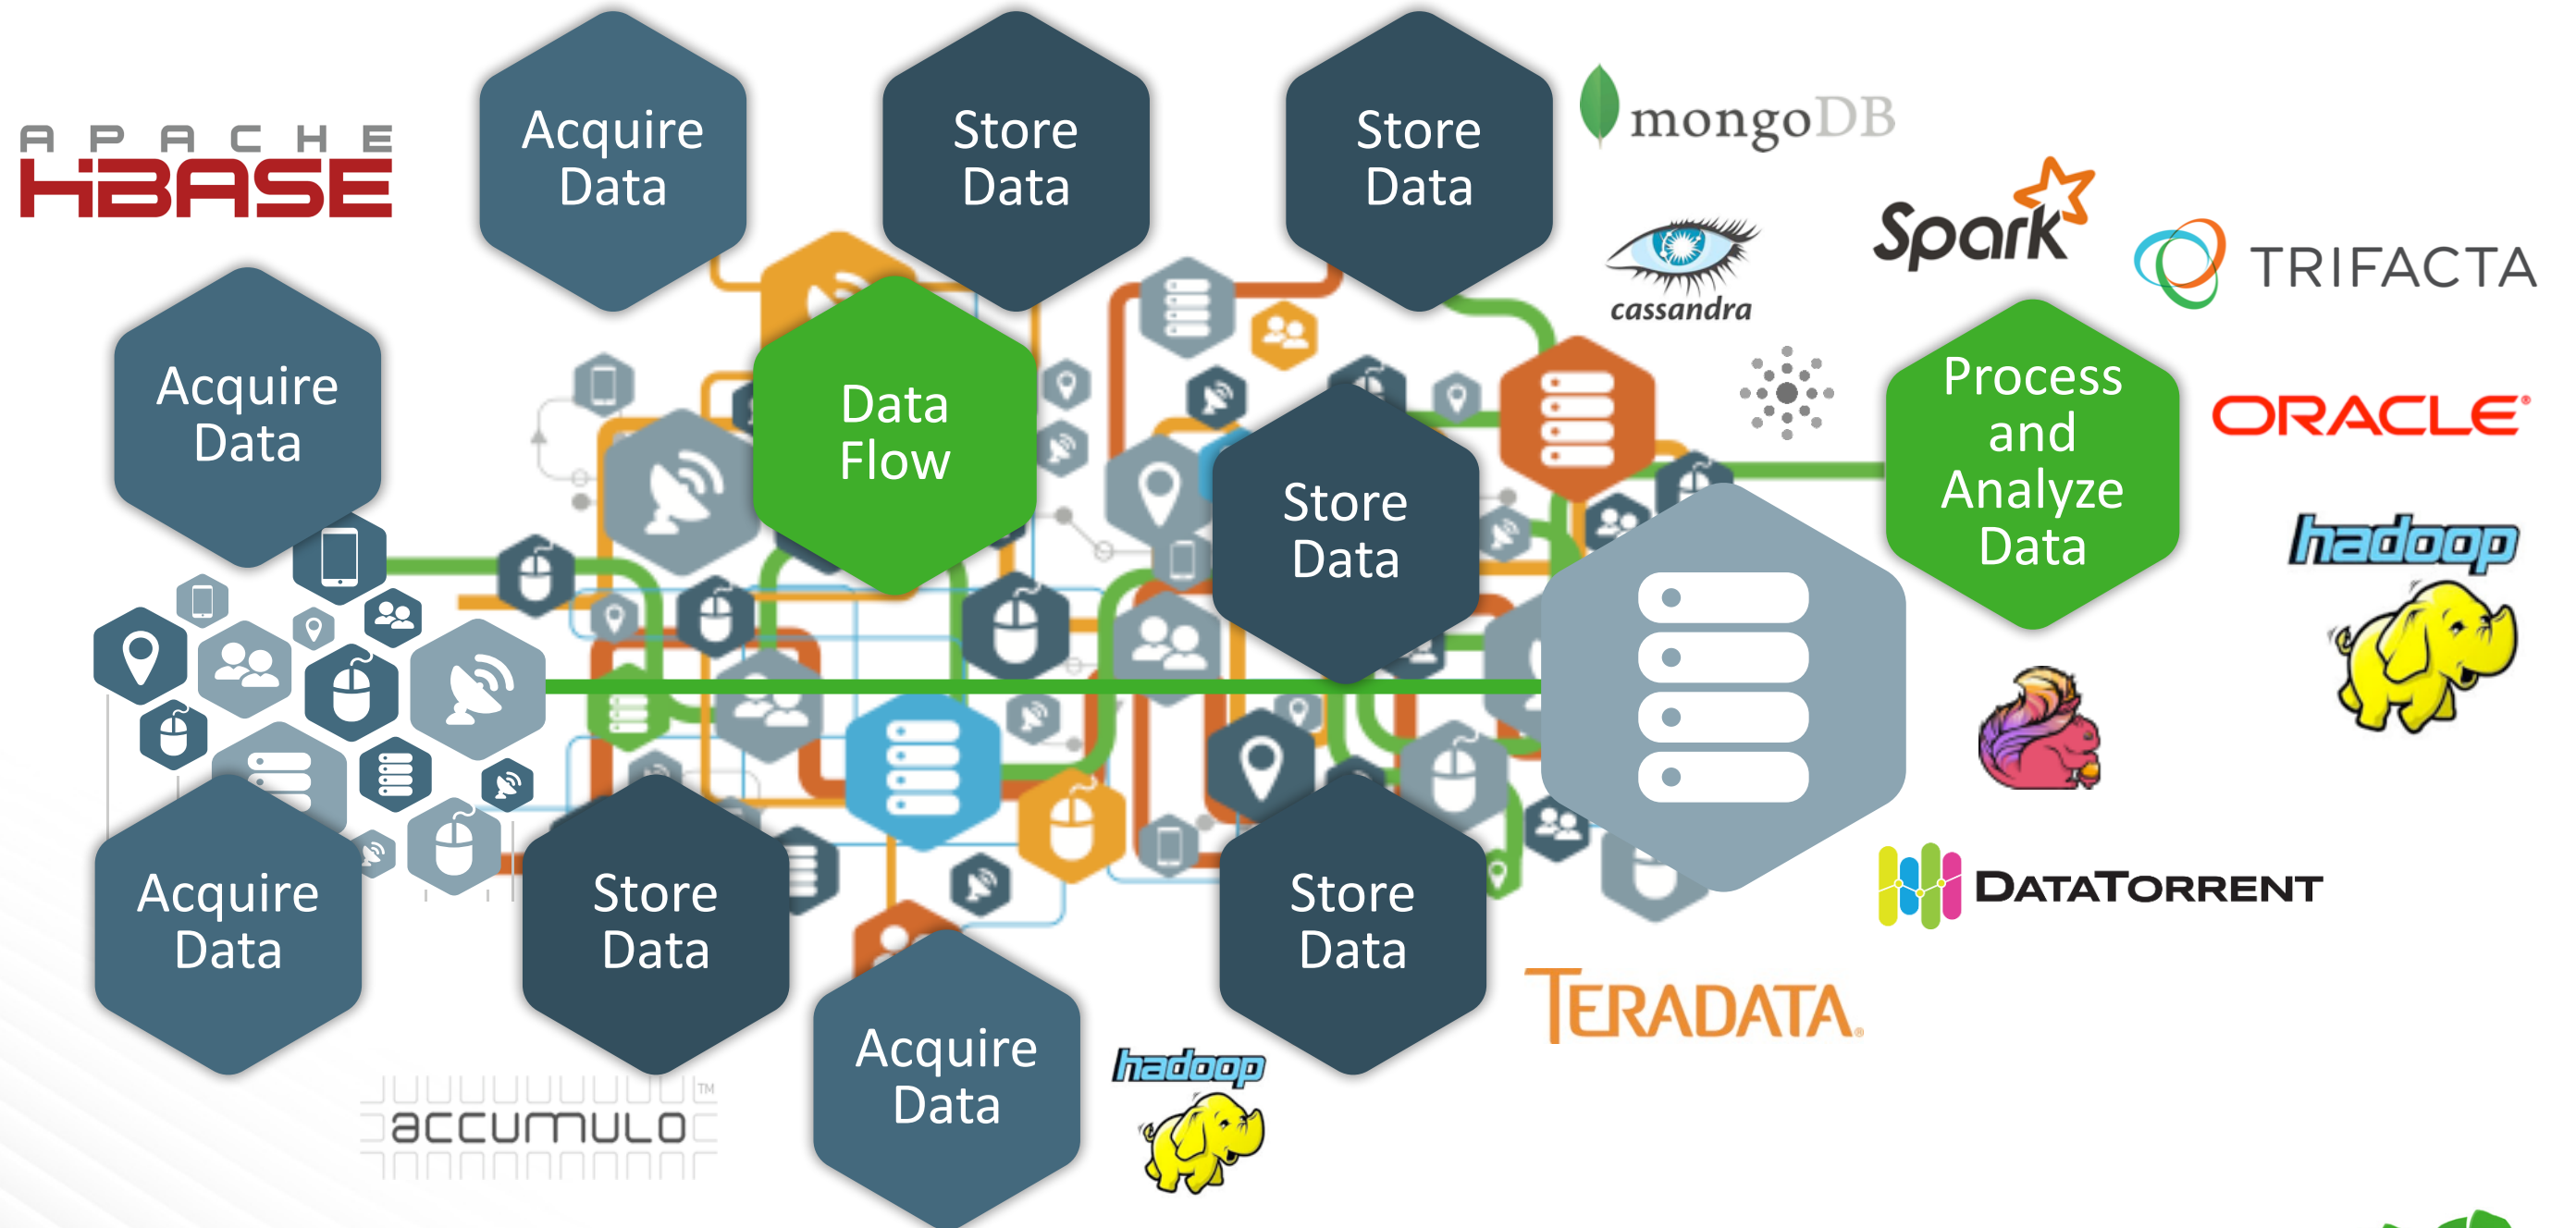 Acquire
Data
Store
Data
Store
Data
mongoDB
APACHE
HBASE
Spark
TRIFACTA
cassandra
Acquire
Data
Data
Flow
Process
and
Analyze
Data
ORACLE®
Store
Data
hadoop
Acquire
Data
Store
Data
Store
Data
DATATORRENT
TERADATA®
Acquire
Data
hadoop
accumulo™